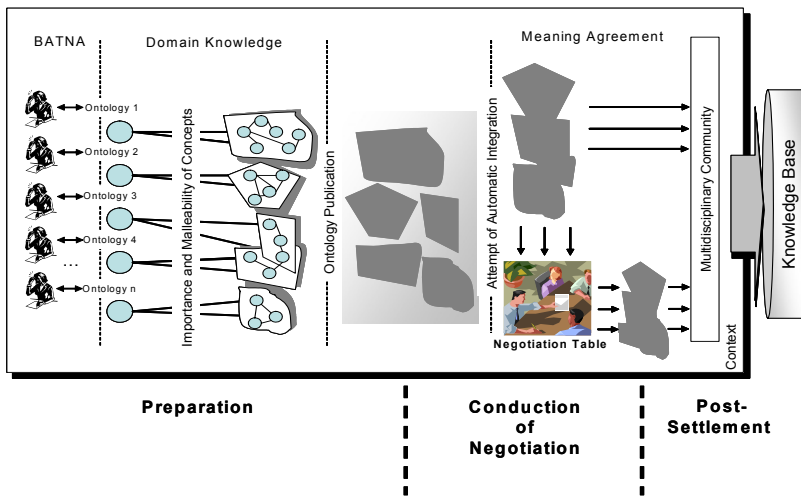 BATNA
Domain Knowledge
Meaning Agreement
Ontology 1
Ontology 2
Ontology 3
Ontology 4
...
Ontology n
Importance and Malleability of Concepts
Ontology Publication
Attempt of Automatic Integration
Negotiation Table
Multidisciplinary Community
Context
Knowledge Base
Preparation
Conduction
of
Negotiation
Post-
Settlement